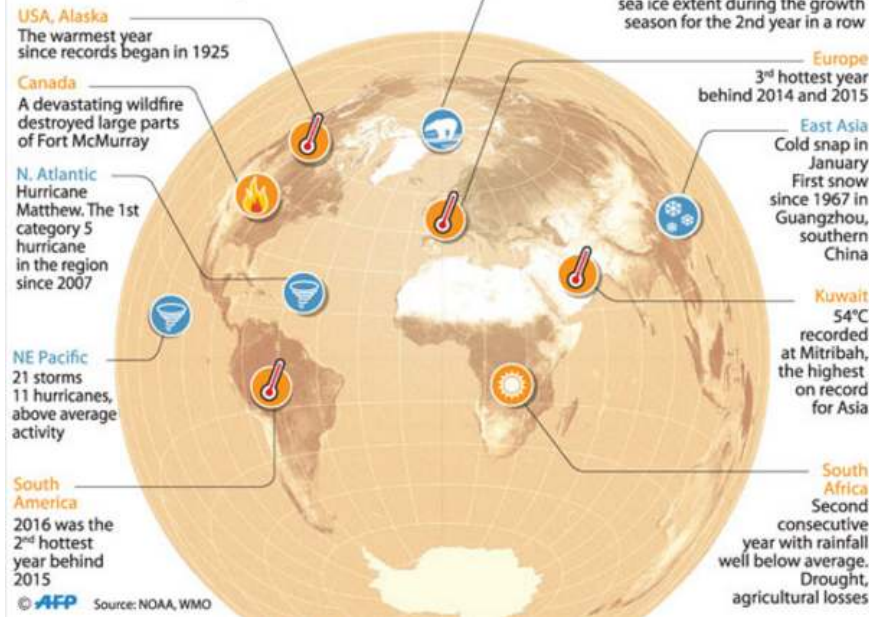 sea ice extent during the growth
season for the 2nd year in a row
USA, Alaska
The warmest year
since records began in 1925
Canada
A devastating wildfire
destroyed large parts
of Fort McMurray
N. Atlantic
Hurricane
Matthew. The 1st
category 5
hurricane
in the region
since 2007
NE Pacific
21 storms
11 hurricanes,
above average
activity
South
America
2016 was the
2nd hottest
year behind
2015
Europe
3rd hottest year
behind 2014 and 2015
East Asia
Cold snap in
January
First snow
since 1967 in
Guangzhou,
southern
China
Kuwait
54°C
recorded
at Mitribah,
the highest
on record
for Asia
South
Africa
Second
consecutive
year with rainfall
well below average.
Drought,
agricultural losses
© AFP Source: NOAA, WMO